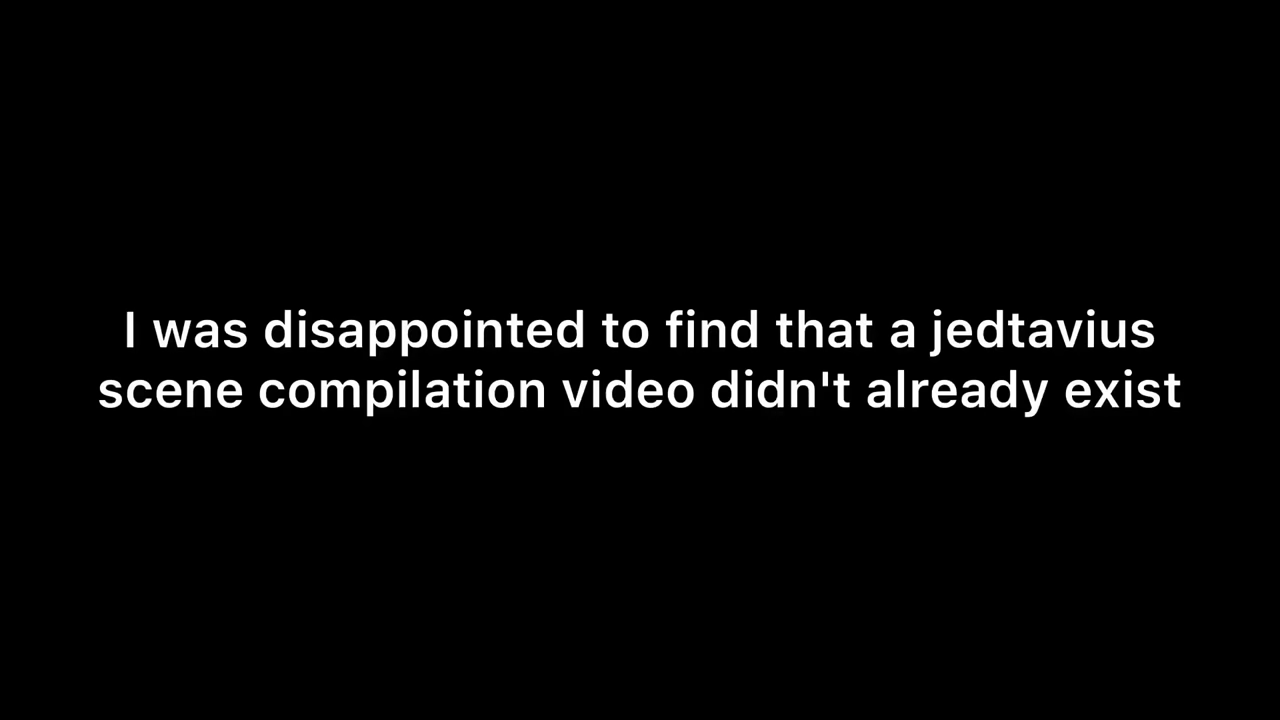 I was disappointed to find that a jedtavius
scene compilation video didn't already exist